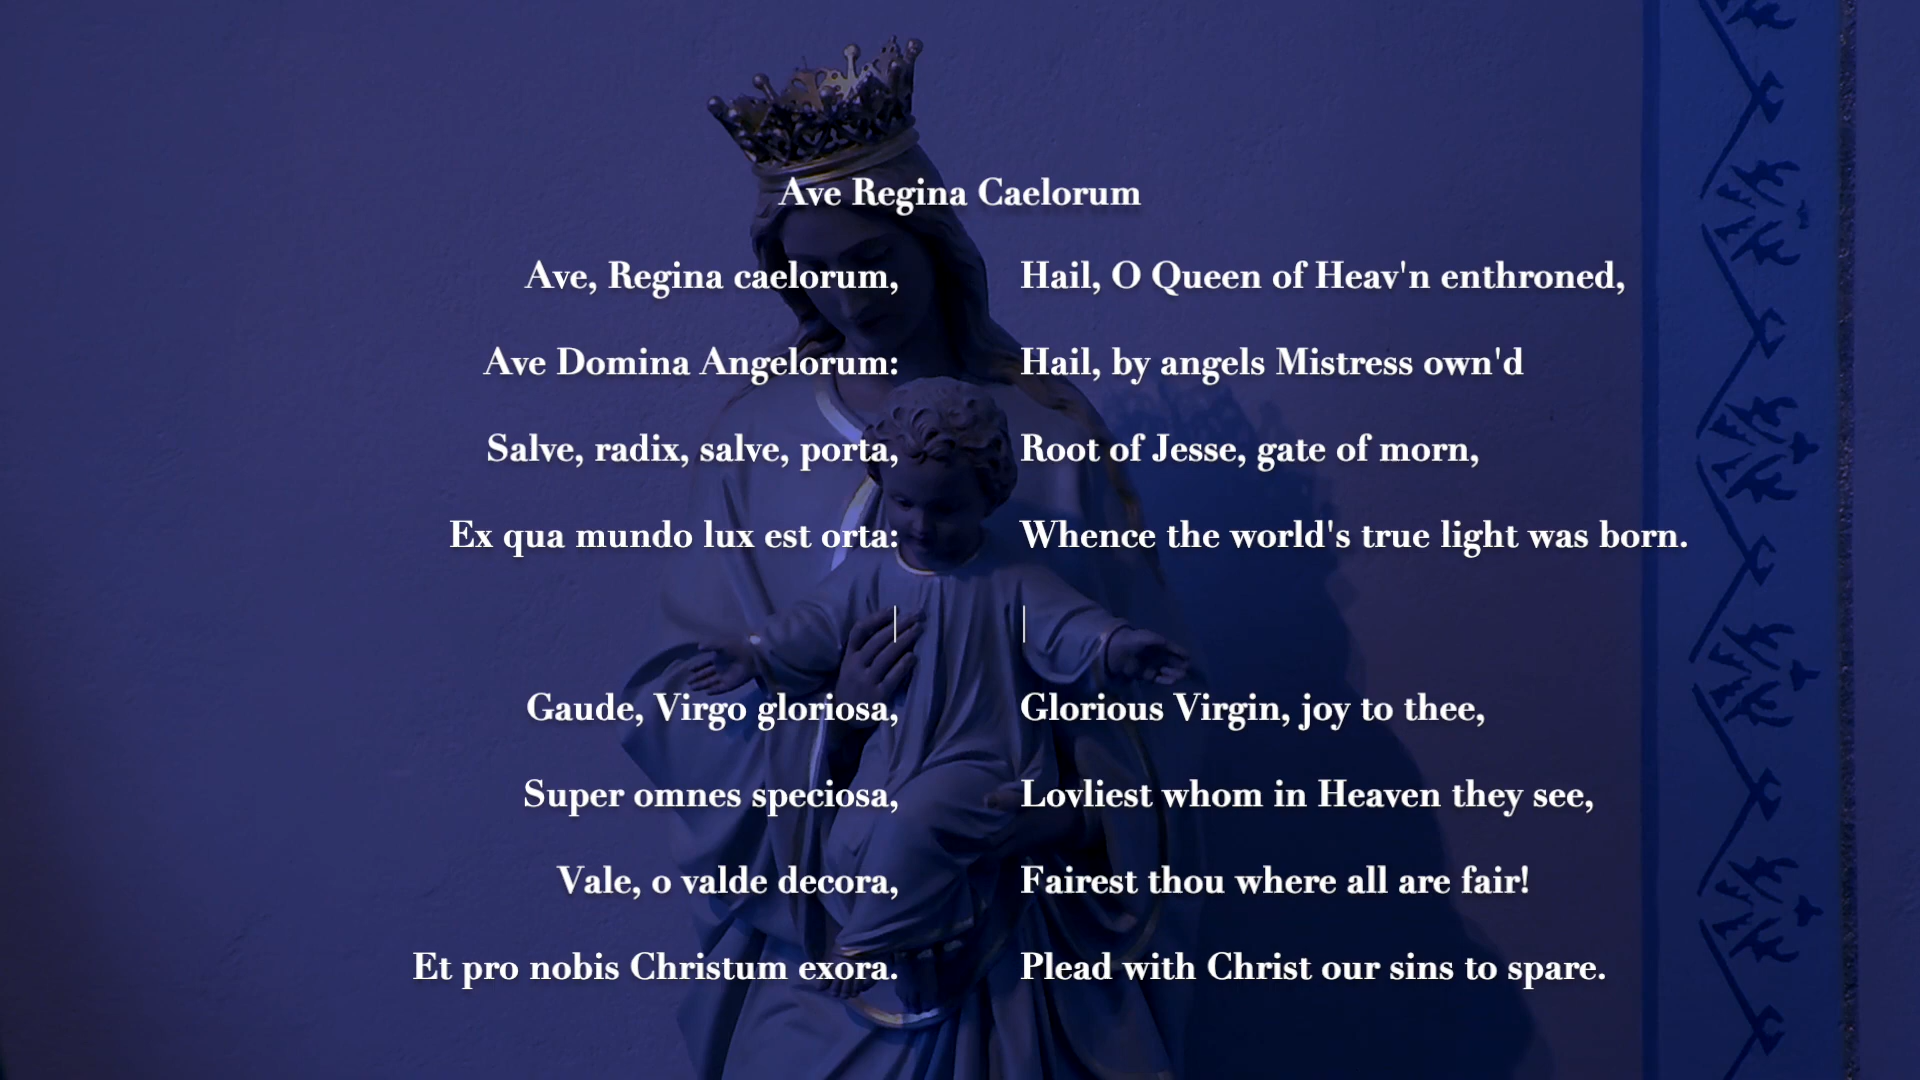 Ave Regina Caelorum
Ave, Regina caelorum,
Ave Domina Angelorum:
Salve, radix, salve, porta,
Ex qua mundo lux est orta:
|
Gaude, Virgo gloriosa,
Super omnes speciosa,
Vale, o valde decora,
Et pro nobis Christum exora.
Hail, O Queen of Heav'n enthroned,
Hail, by angels Mistress own'd
Root of Jesse, gate of morn,
Whence the world's true light was born.
|
Glorious Virgin, joy to thee,
Lovliest whom in Heaven they see,
Fairest thou where all are fair!
Plead with Christ our sins to spare.